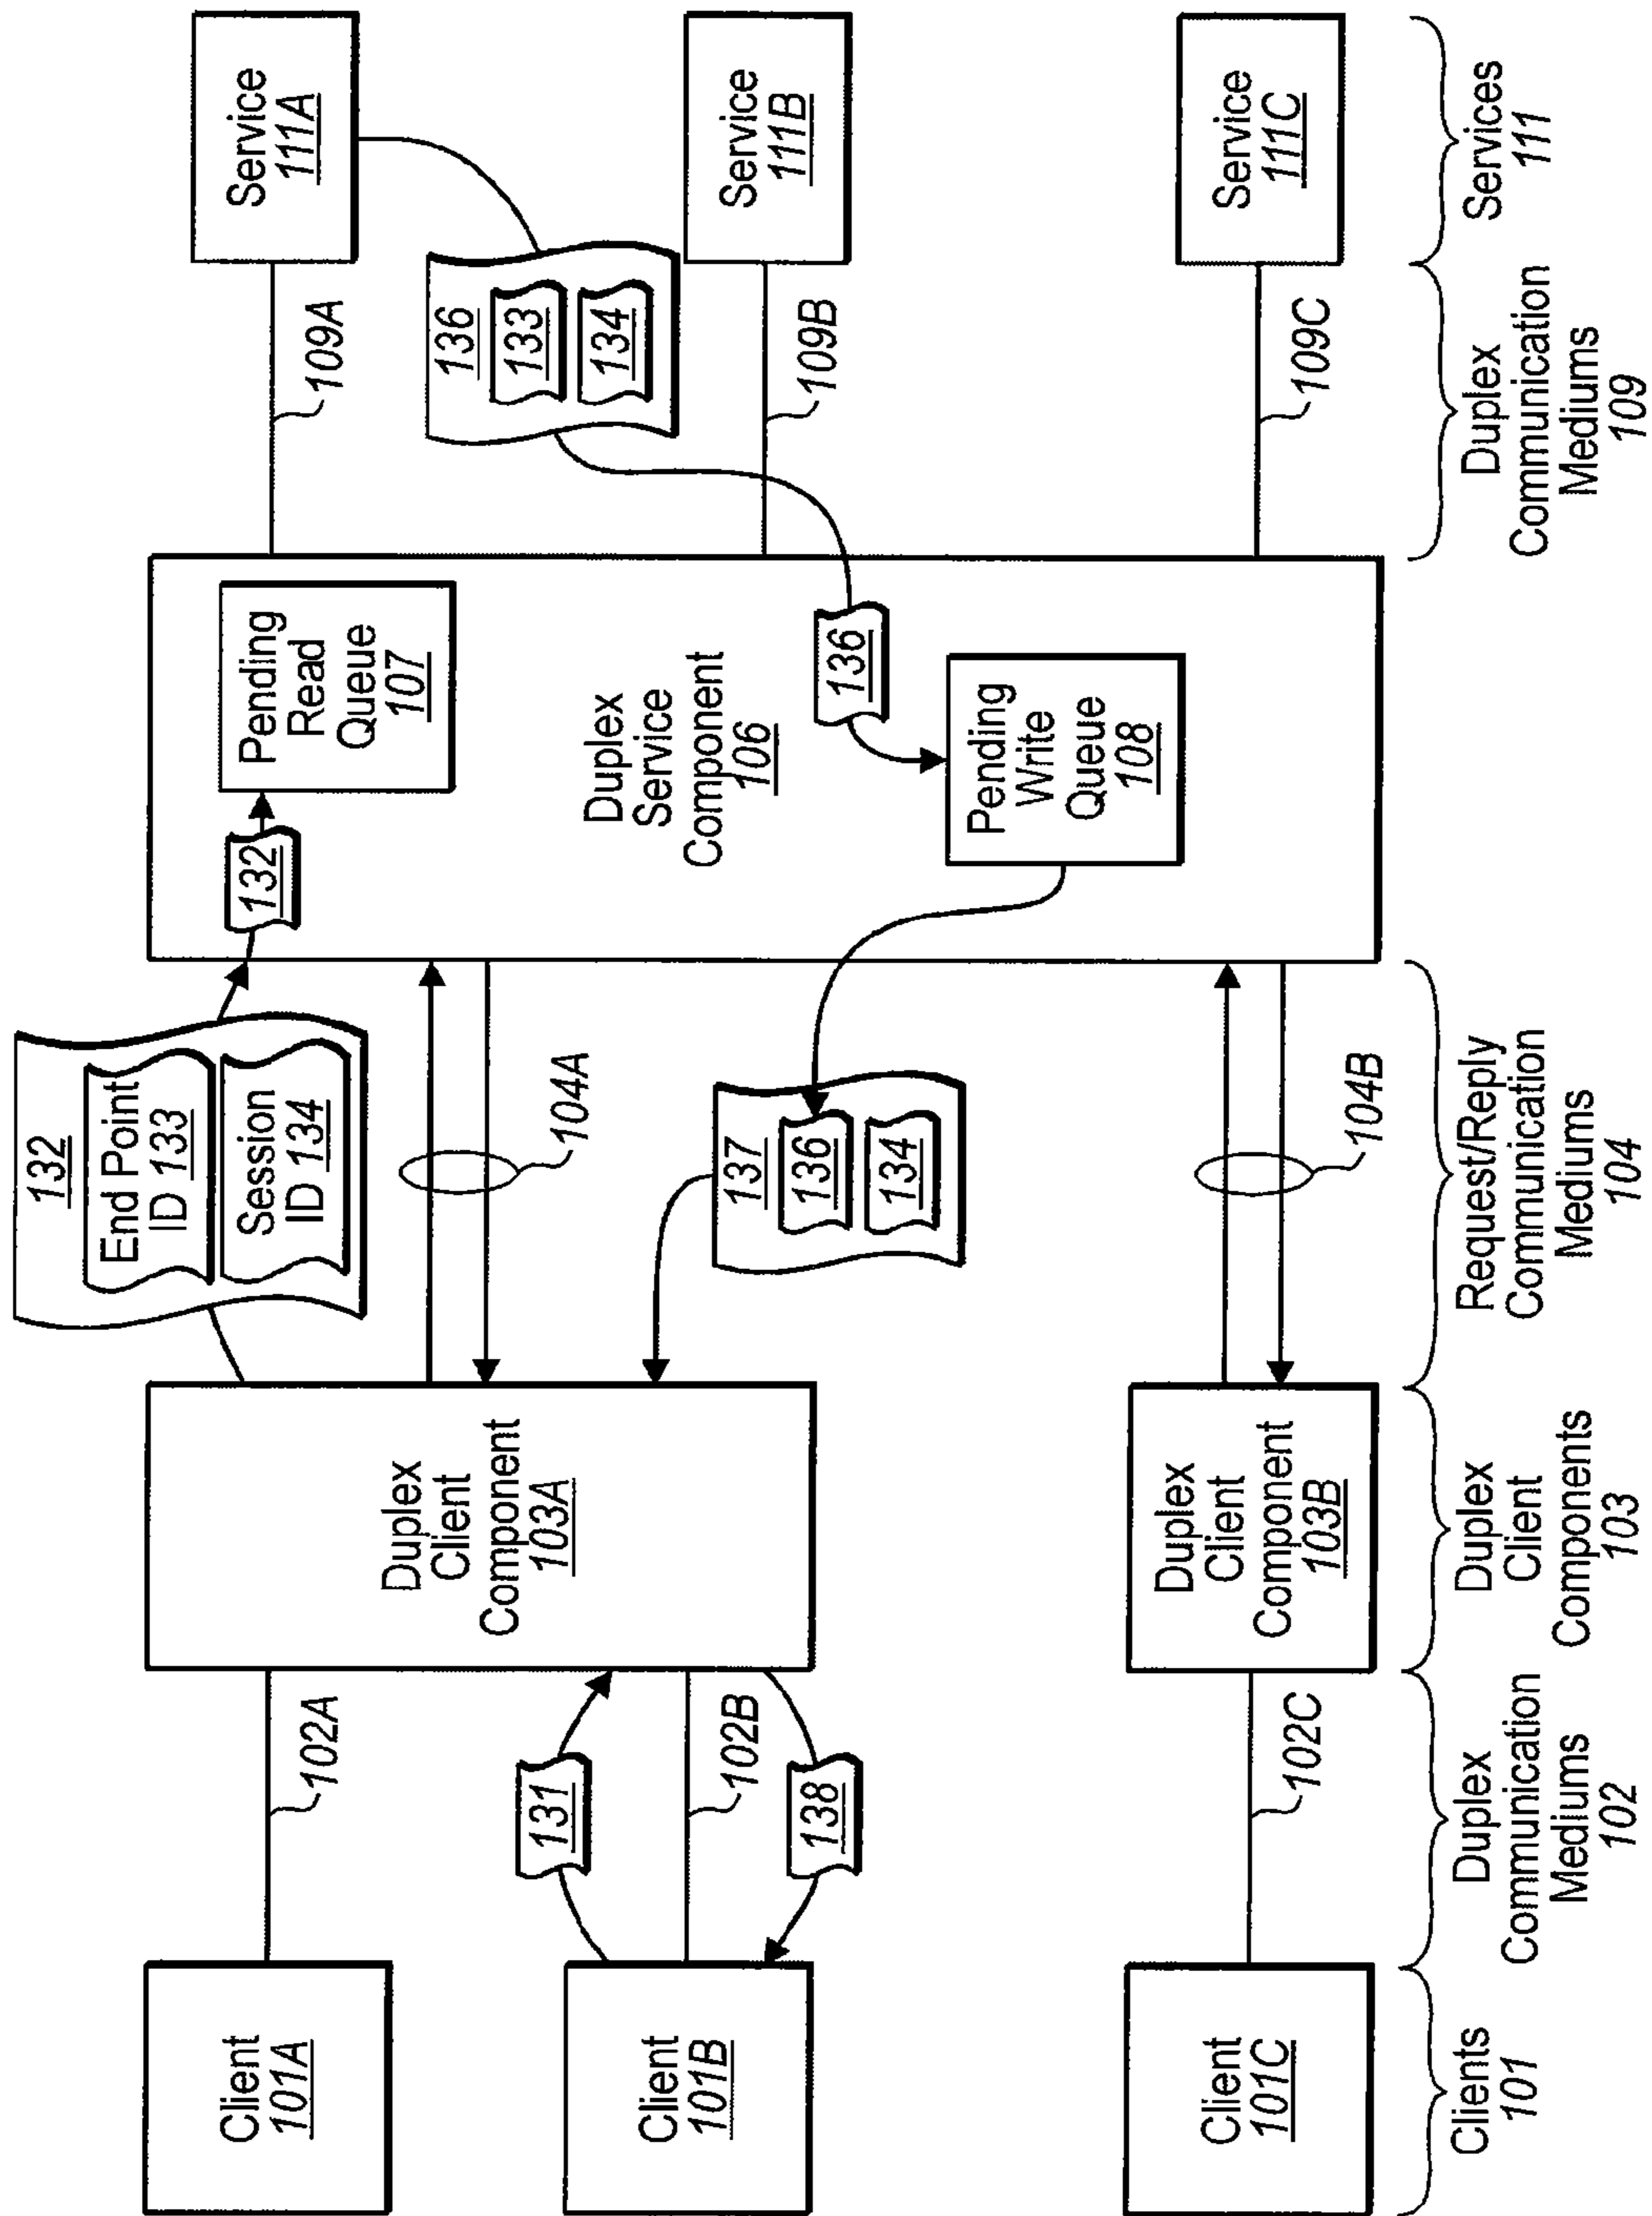 Client
101A
Client
101B
Client
101C
Clients
101
102A
131
102B
138
102C
Duplex
Communication
Mediums
102
Duplex
Client
Component
103A
Duplex
Client
Component
103B
Duplex
Client
Components
103
132
End Point
ID 133
Session
ID 134
104A
137
136
134
104B
Request/Reply
Communication
Mediums
104
132
Pending
Read
Queue
107
Duplex
Service
Component
106
136
Pending
Write
Queue
108
109A
136
133
134
109B
109C
Duplex
Communication
Mediums
109
Service
111A
Service
111B
Service
111C
Services
111